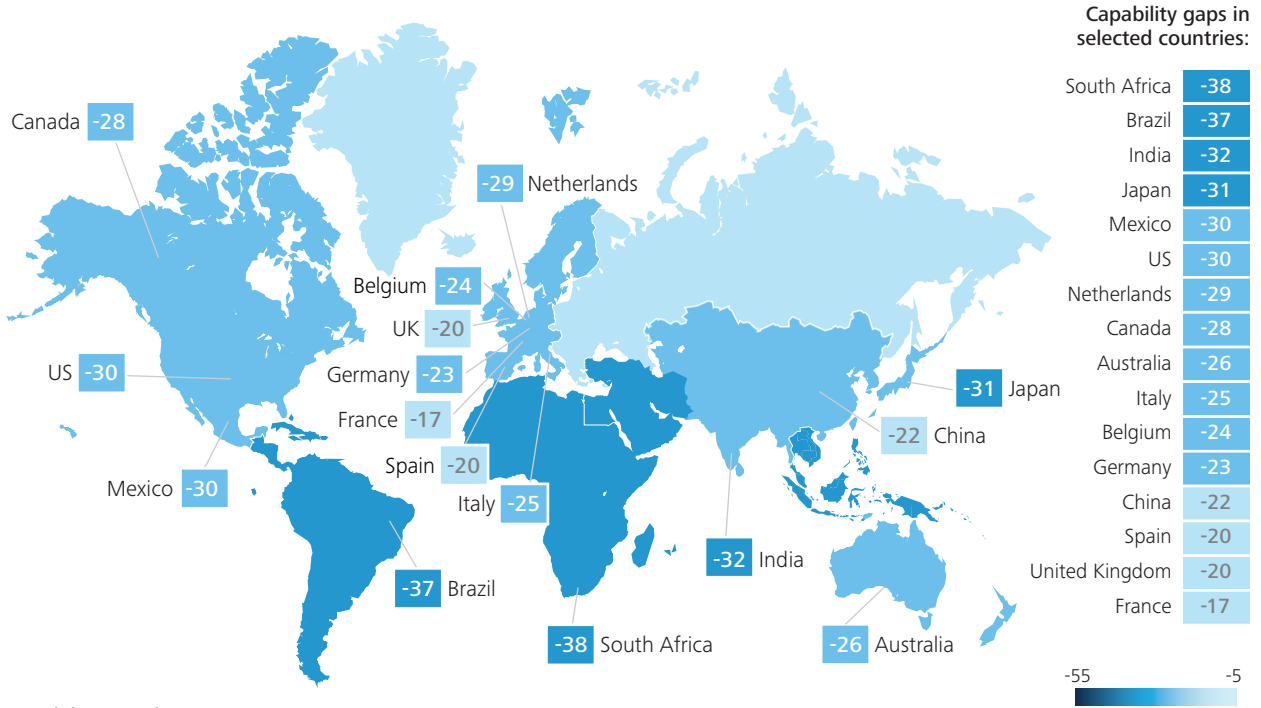 Capability gaps in
selected countries:
South Africa -38
Brazil -37
India -32
Japan -31
Mexico -30
US -30
Netherlands -29
Canada -28
Australia -26
Italy -25
Belgium -24
Germany -23
China -22
Spain -20
United Kingdom -20
France -17
-55 -5
Canada -28
-29 Netherlands
Belgium -24
UK -20
US -30
Germany -23
-31 Japan
France -17
-22 China
Spain -20
Mexico -30
Italy -25
-32 India
-37 Brazil
-38 South Africa
-26 Australia